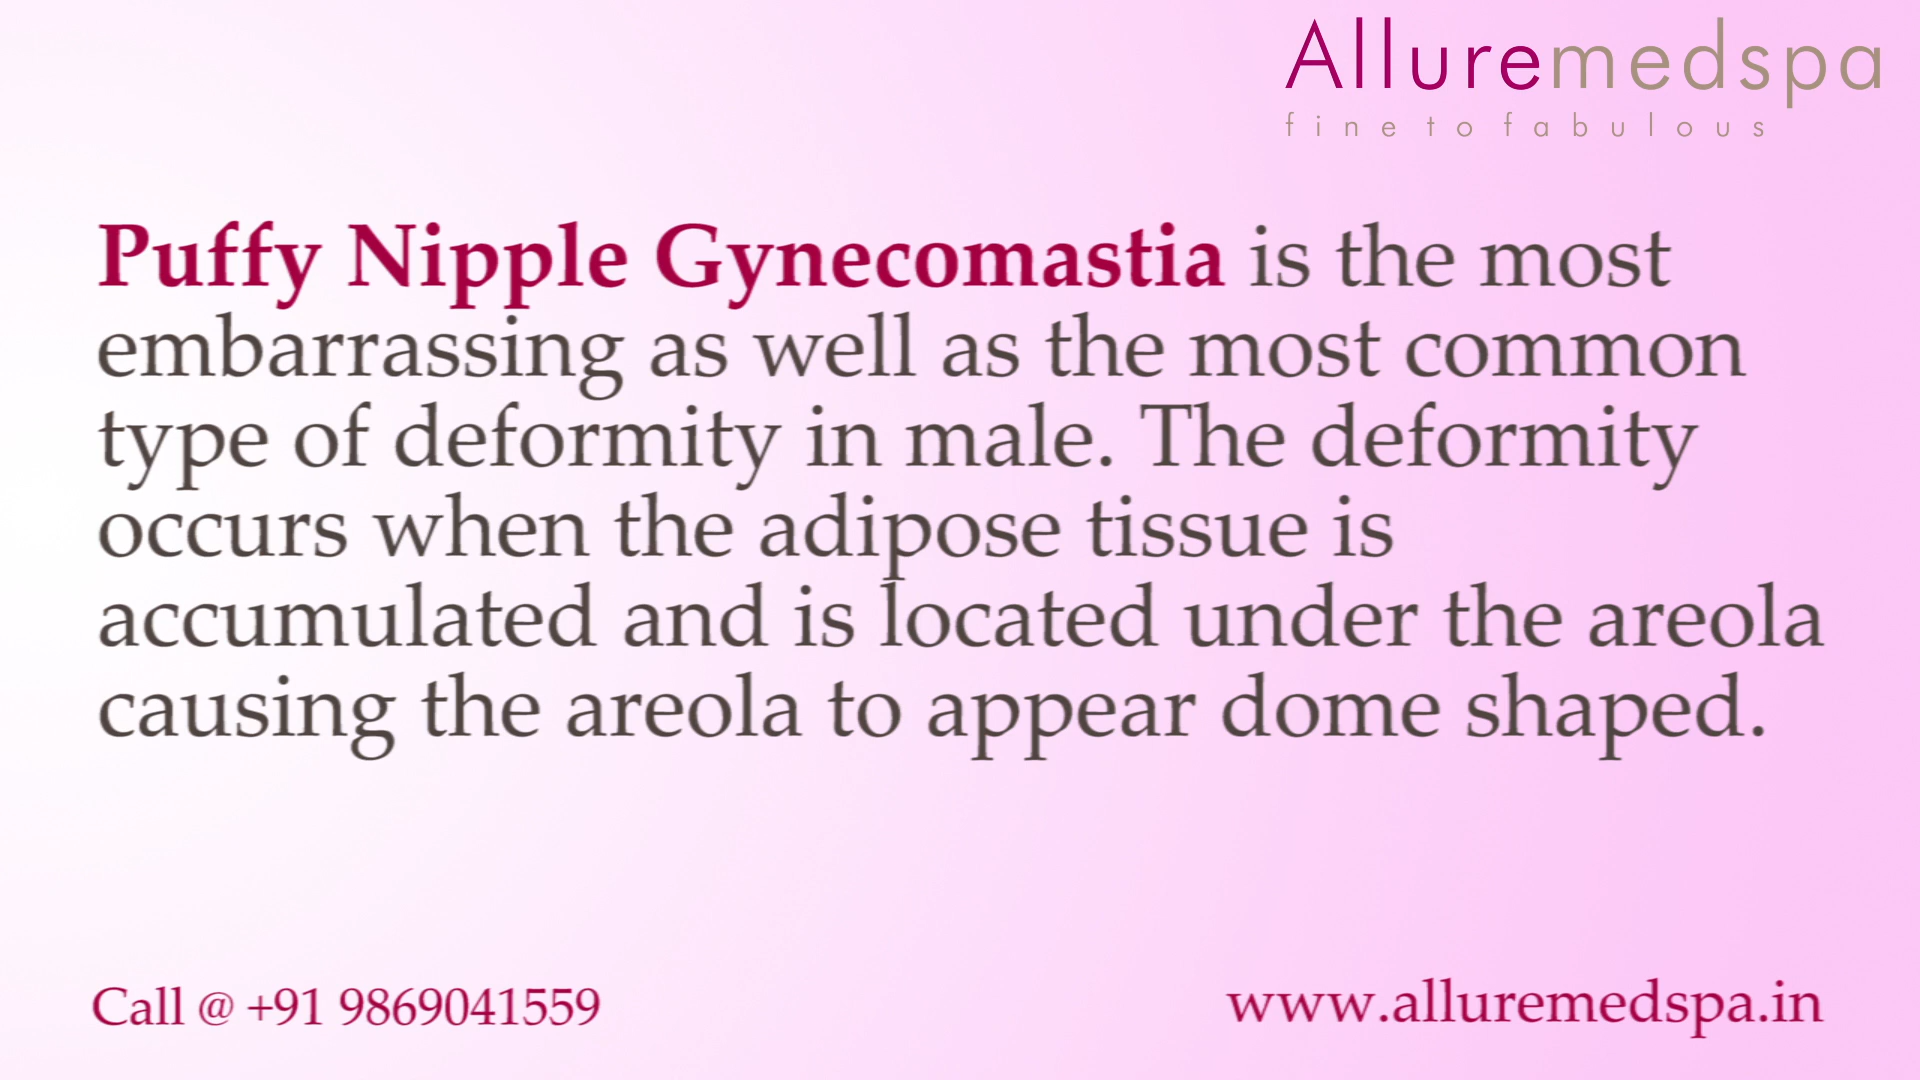 Alluremedspa
fine to fabulous
Puffy Nipple Gynecomastia is the most
embarrassing as well as the most common
type of deformity in male. The deformity
occurs when the adipose tissue is
accumulated and is located under the areola
causing the areola to appear dome shaped.
Call @ +91 9869041559
www.alluremedspa.in